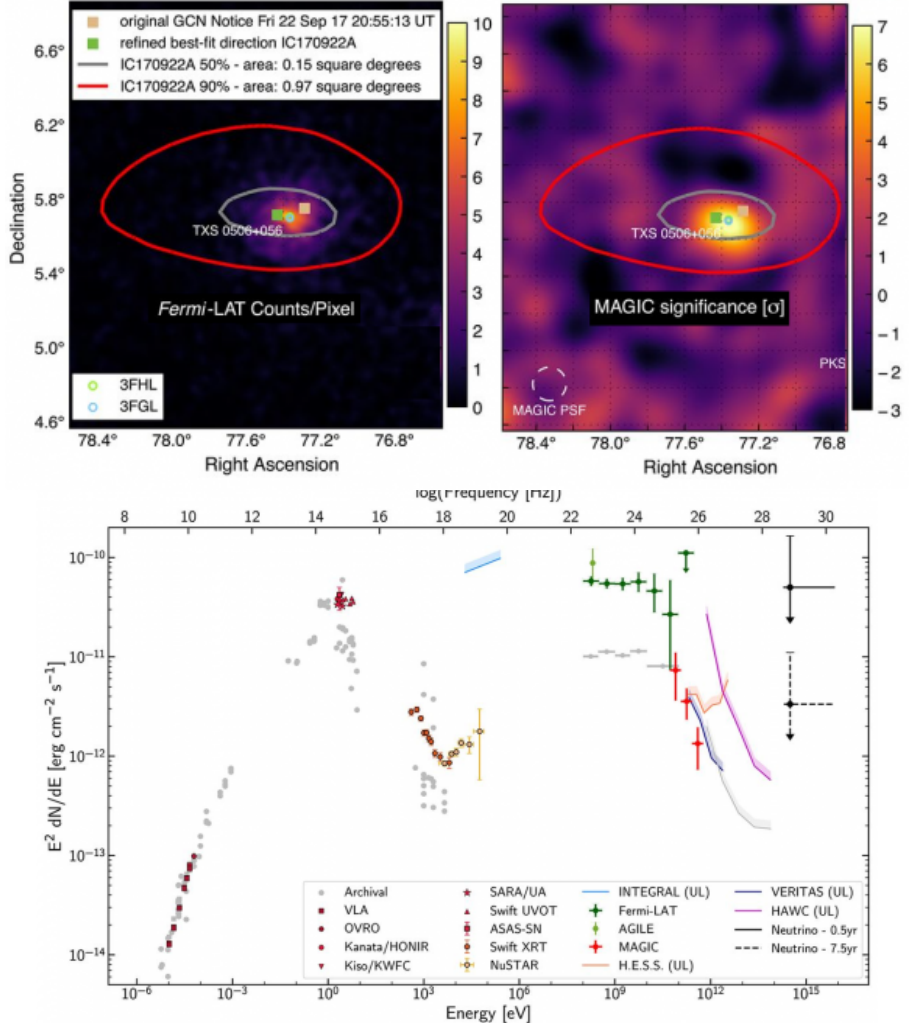 original GCN Notice Fri 22 Sep 17 20:55:13 UT
refined best-fit direction IC170922A
IC170922A 50% - area: 0.15 square degrees
IC170922A 90% - area: 0.97 square degrees
6.6°
6.2°
5.8°
5.4°
5.0°
4.6°
Declination
TXS 0506+056
Fermi-LAT Counts/Pixel
3FHL
3FGL
78.4° 78.0° 77.6° 77.2° 76.8°
Right Ascension
10
9
8
7
6
5
4
3
2
1
0
TXS 0506+056
MAGIC significance [σ]
PKS
MAGIC PSF
78.4° 78.0° 77.6° 77.2° 76.8
Right Ascension
7
6
5
4
3
2
1
0
−1
−2
−3
log(Frequency [Hz])
8 10 12 14 16 18 20 22 24 26 28 30
E² dN/dE [erg cm⁻² s⁻¹]
10⁻¹⁰
10⁻¹¹
10⁻¹²
10⁻¹³
10⁻¹⁴
Archival
VLA
OVRO
Kanata/HONIR
Kiso/KWFC
SARA/UA
Swift UVOT
ASAS-SN
Swift XRT
NuSTAR
INTEGRAL (UL)
Fermi-LAT
AGILE
MAGIC
H.E.S.S. (UL)
VERITAS (UL)
HAWC (UL)
Neutrino - 0.5yr
Neutrino - 7.5yr
10⁻⁶ 10⁻³ 10⁰ 10³ 10⁶ 10⁹ 10¹² 10¹⁵
Energy [eV]